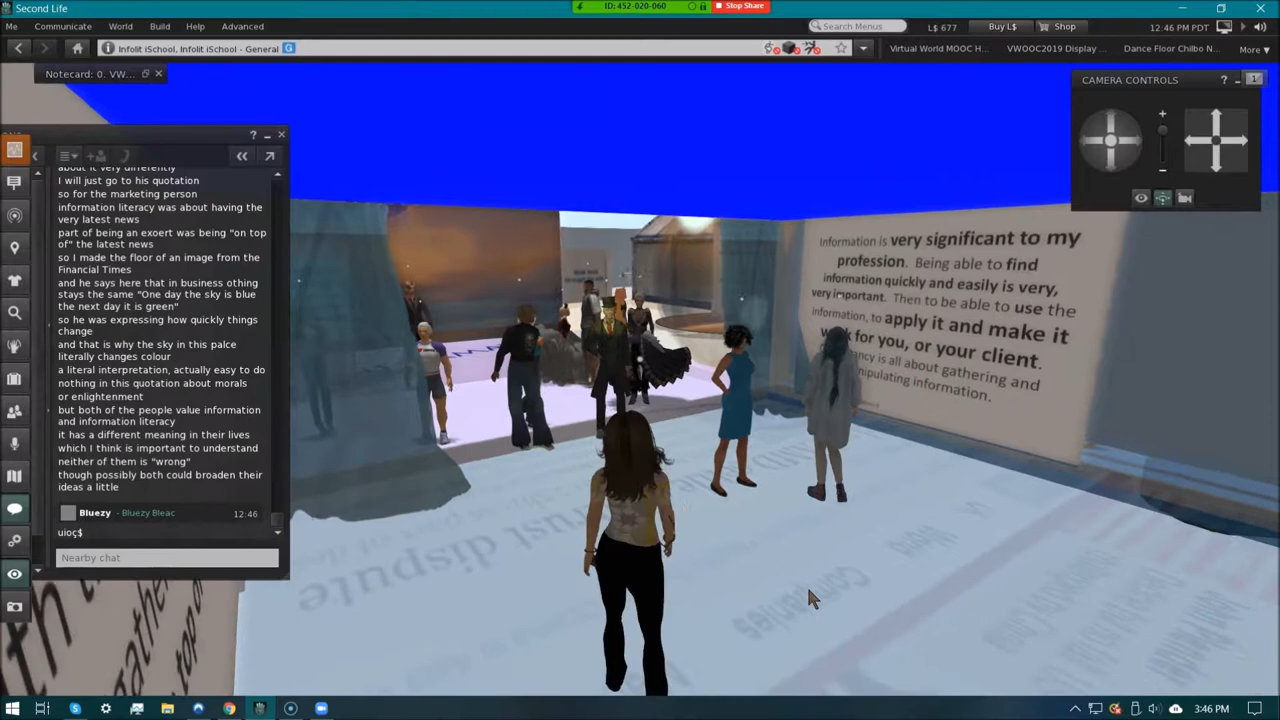 Second Life
ID: 452-020-060
Stop Share
Me Communicate World Build Help Advanced
Search Menus
L$ 677
Buy L$
Shop
12:46 PM PDT
Infolit iSchool, Infolit iSchool - General
G
Virtual World MOOC H...
VWOOC2019 Display ...
Dance Floor Chilbo N...
More
Notecard: 0. VW...
CAMERA CONTROLS
1
about it very differently
I will just go to his quotation
so for the marketing person
information literacy was about having the
very latest news
part of being an exoert was being "on top
of" the latest news
so I made the floor of an image from the
Financial Times
and he says here that in business othing
stays the same "One day the sky is blue
the next day it is green"
so he was expressing how quickly things
change
and that is why the sky in this palce
literally changes colour
a literal interpretation, actually easy to do
nothing in this quotation about morals
or enlightenment
but both of the people value information
and information literacy
it has a different meaning in their lives
which I think is important to understand
neither of them is "wrong"
though possibly both could broaden their
ideas a little
Bluezy - Bluezy Bleac 12:46
uioç$
Nearby chat
Information is very significant to my
profession. Being able to find
information quickly and easily is very,
very important. Then to be able to use the
information, to apply it and make it
work for you, or your client.
is all about gathering and
manipulating information.
trust dispute
Companies
3:46 PM